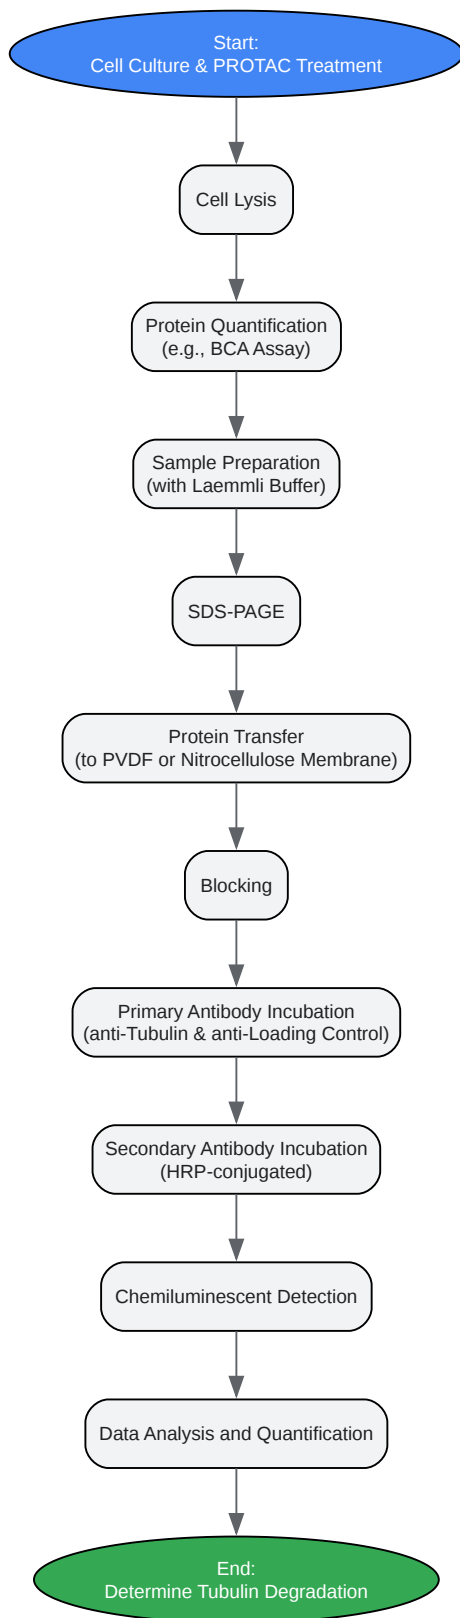 Start:
Cell Culture & PROTAC Treatment
Cell Lysis
Protein Quantification
(e.g., BCA Assay)
Sample Preparation
(with Laemmli Buffer)
SDS-PAGE
Protein Transfer
(to PVDF or Nitrocellulose Membrane)
Blocking
Primary Antibody Incubation
(anti-Tubulin & anti-Loading Control)
Secondary Antibody Incubation
(HRP-conjugated)
Chemiluminescent Detection
Data Analysis and Quantification
End:
Determine Tubulin Degradation